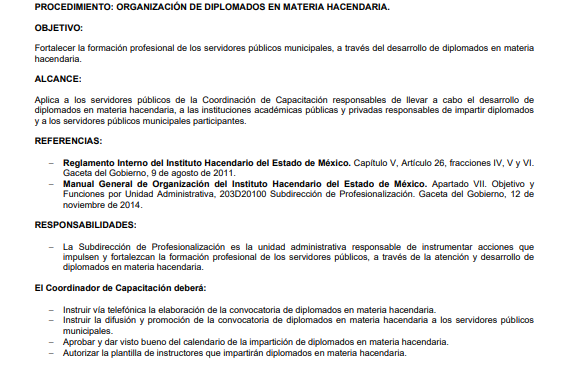 PROCEDIMIENTO: ORGANIZACIÓN DE DIPLOMADOS EN MATERIA HACENDARIA.
OBJETIVO:
Fortalecer la formación profesional de los servidores públicos municipales, a través del desarrollo de diplomados en materia
hacendaria.
ALCANCE:
Aplica a los servidores públicos de la Coordinación de Capacitación responsables de llevar a cabo el desarrollo de
diplomados en materia hacendaria, a las instituciones académicas públicas y privadas responsables de impartir diplomados
y a los servidores públicos municipales participantes.
REFERENCIAS:
– Reglamento Interno del Instituto Hacendario del Estado de México. Capítulo V, Artículo 26, fracciones IV, V y VI.
Gaceta del Gobierno, 9 de agosto de 2011.
– Manual General de Organización del Instituto Hacendario del Estado de México. Apartado VII. Objetivo y
Funciones por Unidad Administrativa, 203D20100 Subdirección de Profesionalización. Gaceta del Gobierno, 12 de
noviembre de 2014.
RESPONSABILIDADES:
– La Subdirección de Profesionalización es la unidad administrativa responsable de instrumentar acciones que
impulsen y fortalezcan la formación profesional de los servidores públicos, a través de la atención y desarrollo de
diplomados en materia hacendaria.
El Coordinador de Capacitación deberá:
– Instruir vía telefónica la elaboración de la convocatoria de diplomados en materia hacendaria.
– Instruir la difusión y promoción de la convocatoria de diplomados en materia hacendaria a los servidores públicos
municipales.
– Aprobar y dar visto bueno del calendario de la impartición de diplomados en materia hacendaria.
– Autorizar la plantilla de instructores que impartirán diplomados en materia hacendaria.